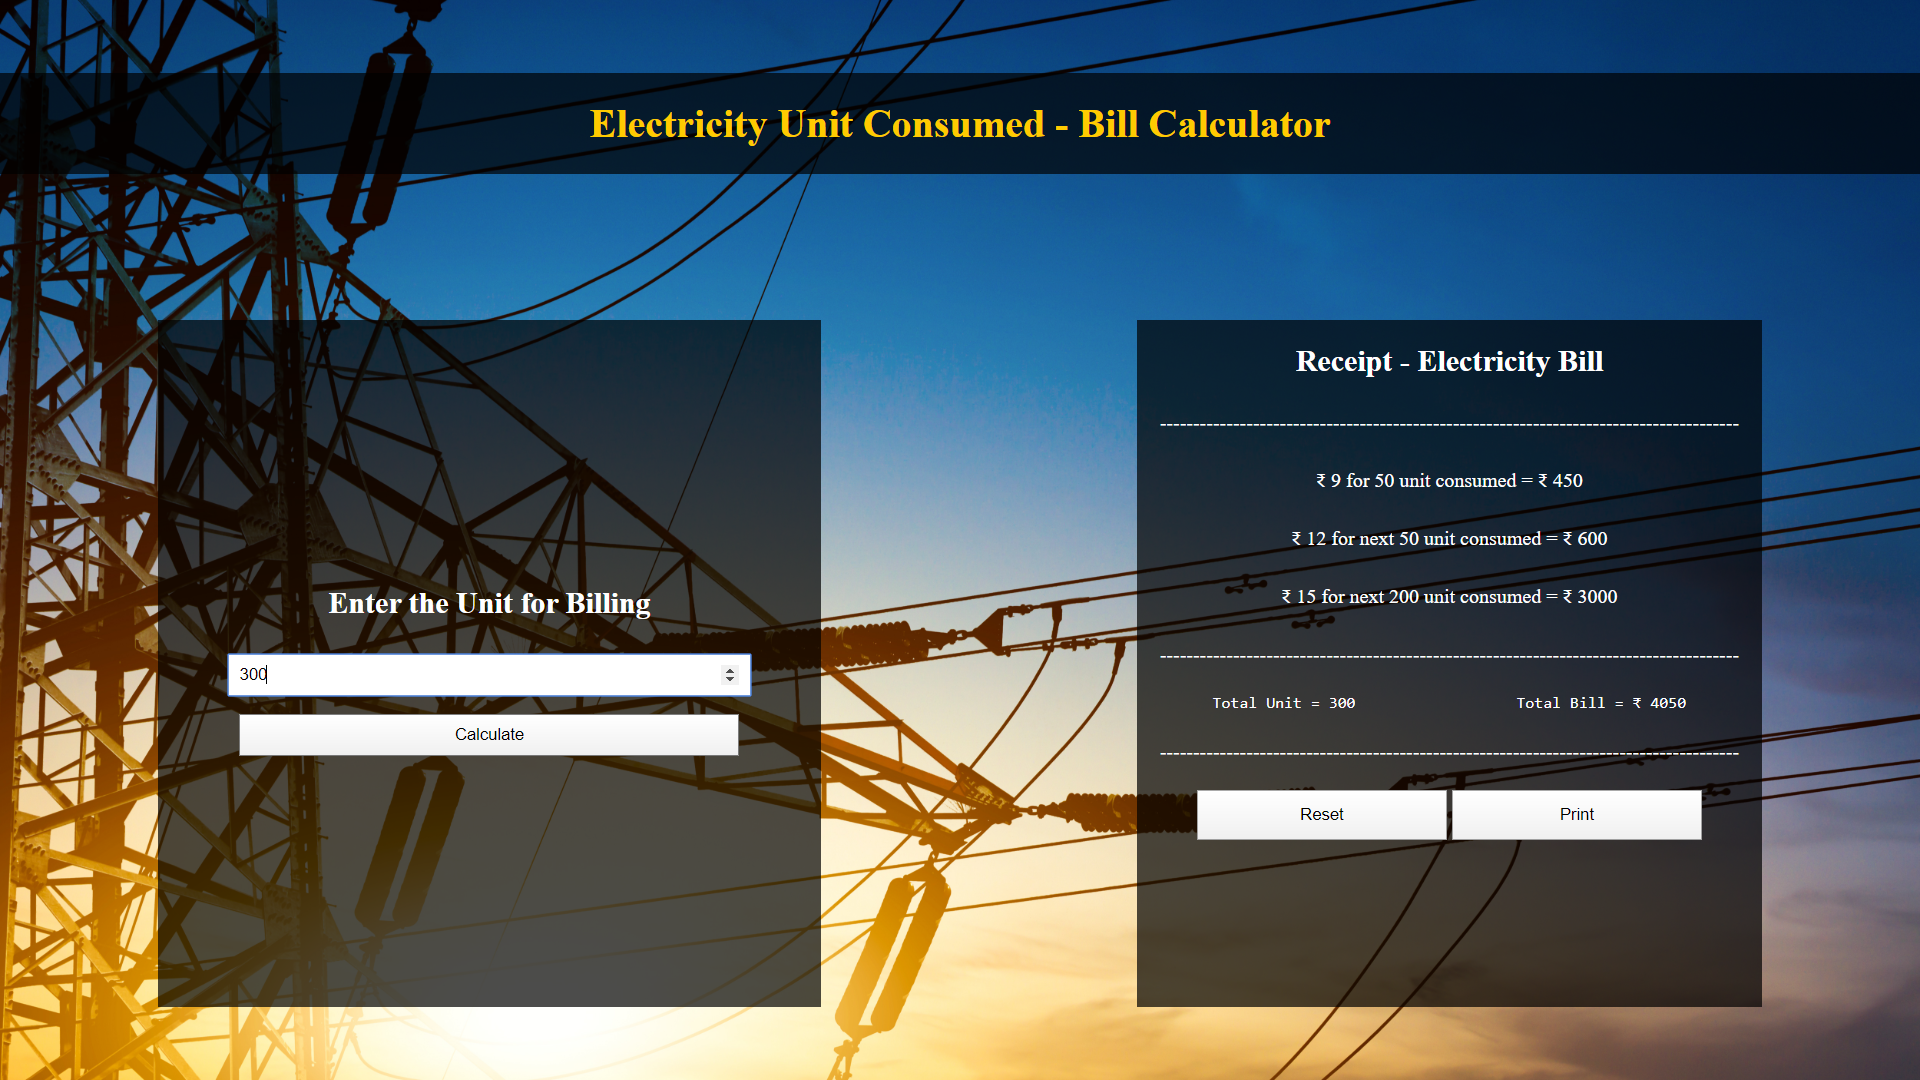 Electricity Unit Consumed - Bill Calculator
Enter the Unit for Billing
300
Calculate
Receipt - Electricity Bill
---------------------------------------------------------------------------------------
₹ 9 for 50 unit consumed = ₹ 450
₹ 12 for next 50 unit consumed = ₹ 600
₹ 15 for next 200 unit consumed = ₹ 3000
---------------------------------------------------------------------------------------
Total Unit = 300 Total Bill = ₹ 4050
---------------------------------------------------------------------------------------
Reset Print